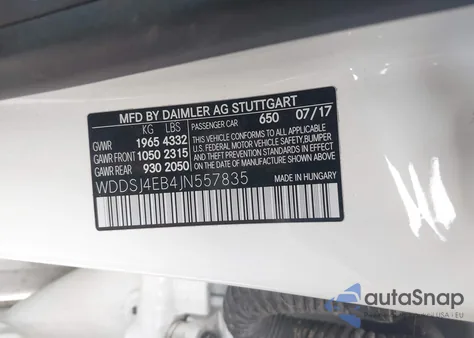 MFD BY DAIMLER AG STUTTGART
KG LBS PASSENGER CAR 650 07/17
GVWR 1965 4332
GAWR FRONT 1050 2315
GAWR REAR 930 2050
THIS VEHICLE CONFORMS TO ALL APPLICABLE
U.S. FEDERAL MOTOR VEHICLE SAFETY, BUMPER
AND THEFT PREVENTION STANDARDS IN EFFECT
ON THE DATE OF MANUFACTURE SHOWN ABOVE
WDDSJ4EB4JN557835
MADE IN HUNGARY
autoSnap